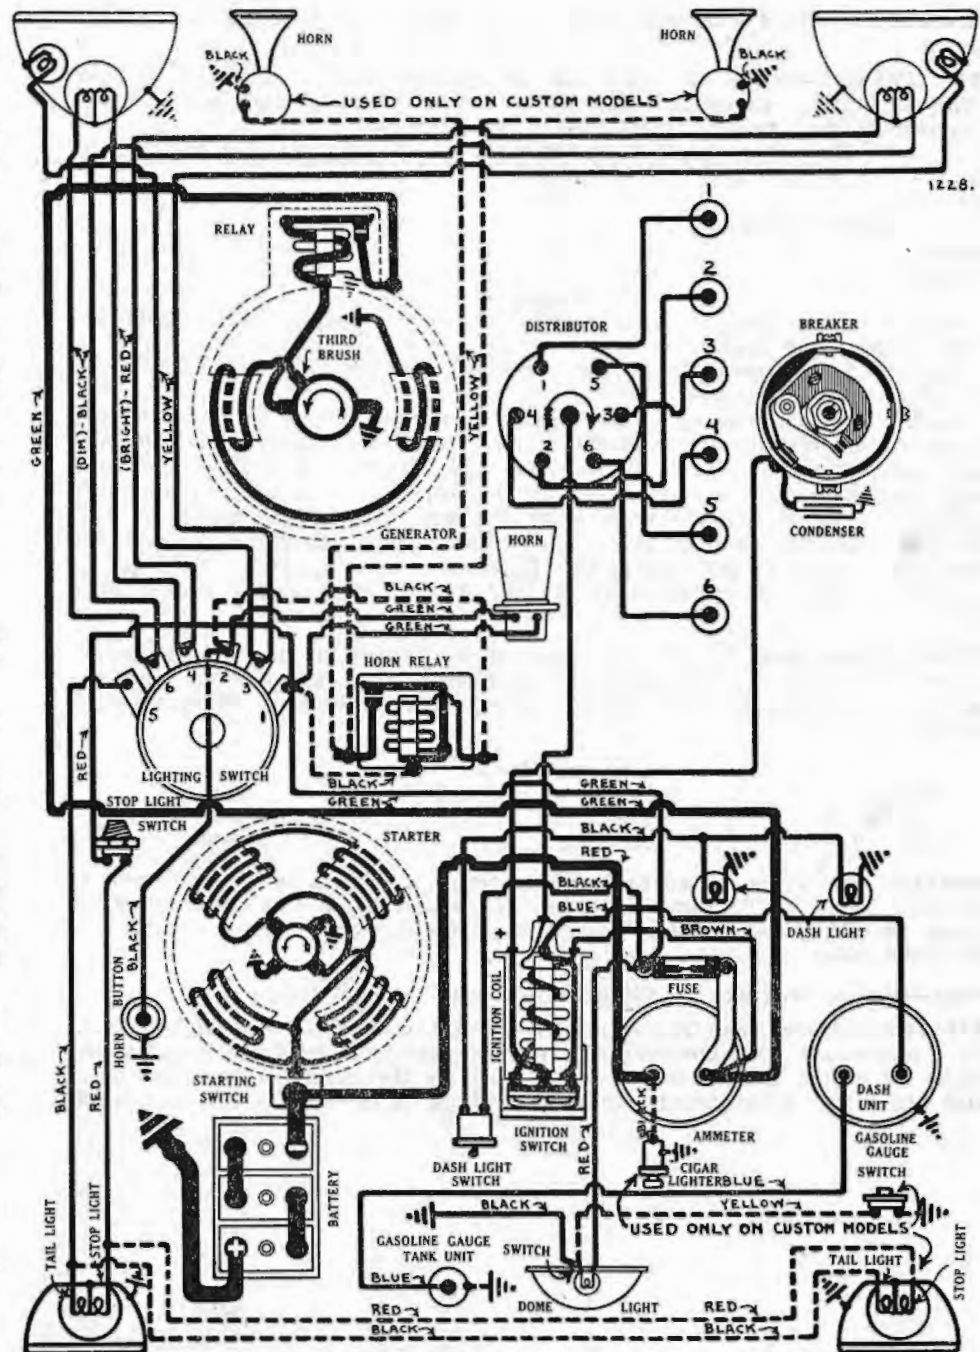 HORN
HORN
BLACK
BLACK
USED ONLY ON CUSTOM MODELS
1228.
RELAY
THIRD
BRUSH
GENERATOR
GREEN
(DIM)-BLACK
(BRIGHT)-RED
YELLOW
YELLOW
DISTRIBUTOR
1
5
4
3
2
6
1
2
3
4
5
6
BREAKER
CONDENSER
HORN
BLACK
GREEN
GREEN
HORN RELAY
BLACK
5
6
4
2
3
1
LIGHTING SWITCH
RED
STOP LIGHT
SWITCH
STARTER
GREEN
GREEN
GREEN
BLACK
RED
BLACK
BLUE
BROWN
DASH LIGHT
+
-
FUSE
IGNITION COIL
IGNITION
SWITCH
BLACK
HORN BUTTON
BLACK
RED
STARTING
SWITCH
BATTERY
DASH LIGHT
SWITCH
RED
BLACK
AMMETER
CIGAR
LIGHTER
DASH
UNIT
GASOLINE
GAUGE
SWITCH
BLUE
YELLOW
USED ONLY ON CUSTOM MODELS
BLACK
GASOLINE GAUGE
TANK UNIT
SWITCH
BLUE
DOME LIGHT
TAIL LIGHT
STOP LIGHT
TAIL LIGHT
STOP LIGHT
RED
RED
BLACK
BLACK